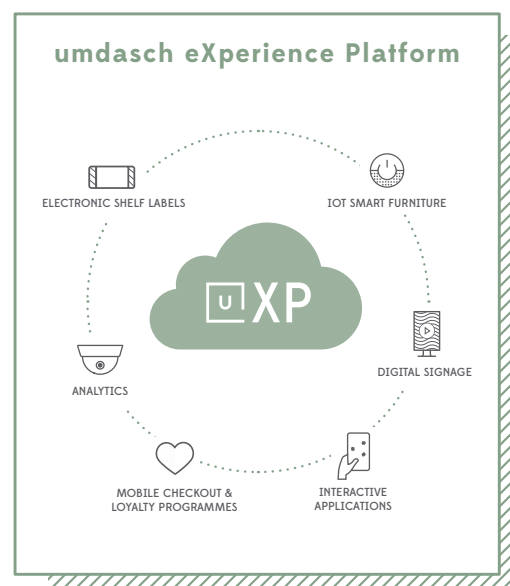 umdasch eXperience Platform
ELECTRONIC SHELF LABELS
IOT SMART FURNITURE
u XP
DIGITAL SIGNAGE
ANALYTICS
MOBILE CHECKOUT &
LOYALTY PROGRAMMES
INTERACTIVE
APPLICATIONS